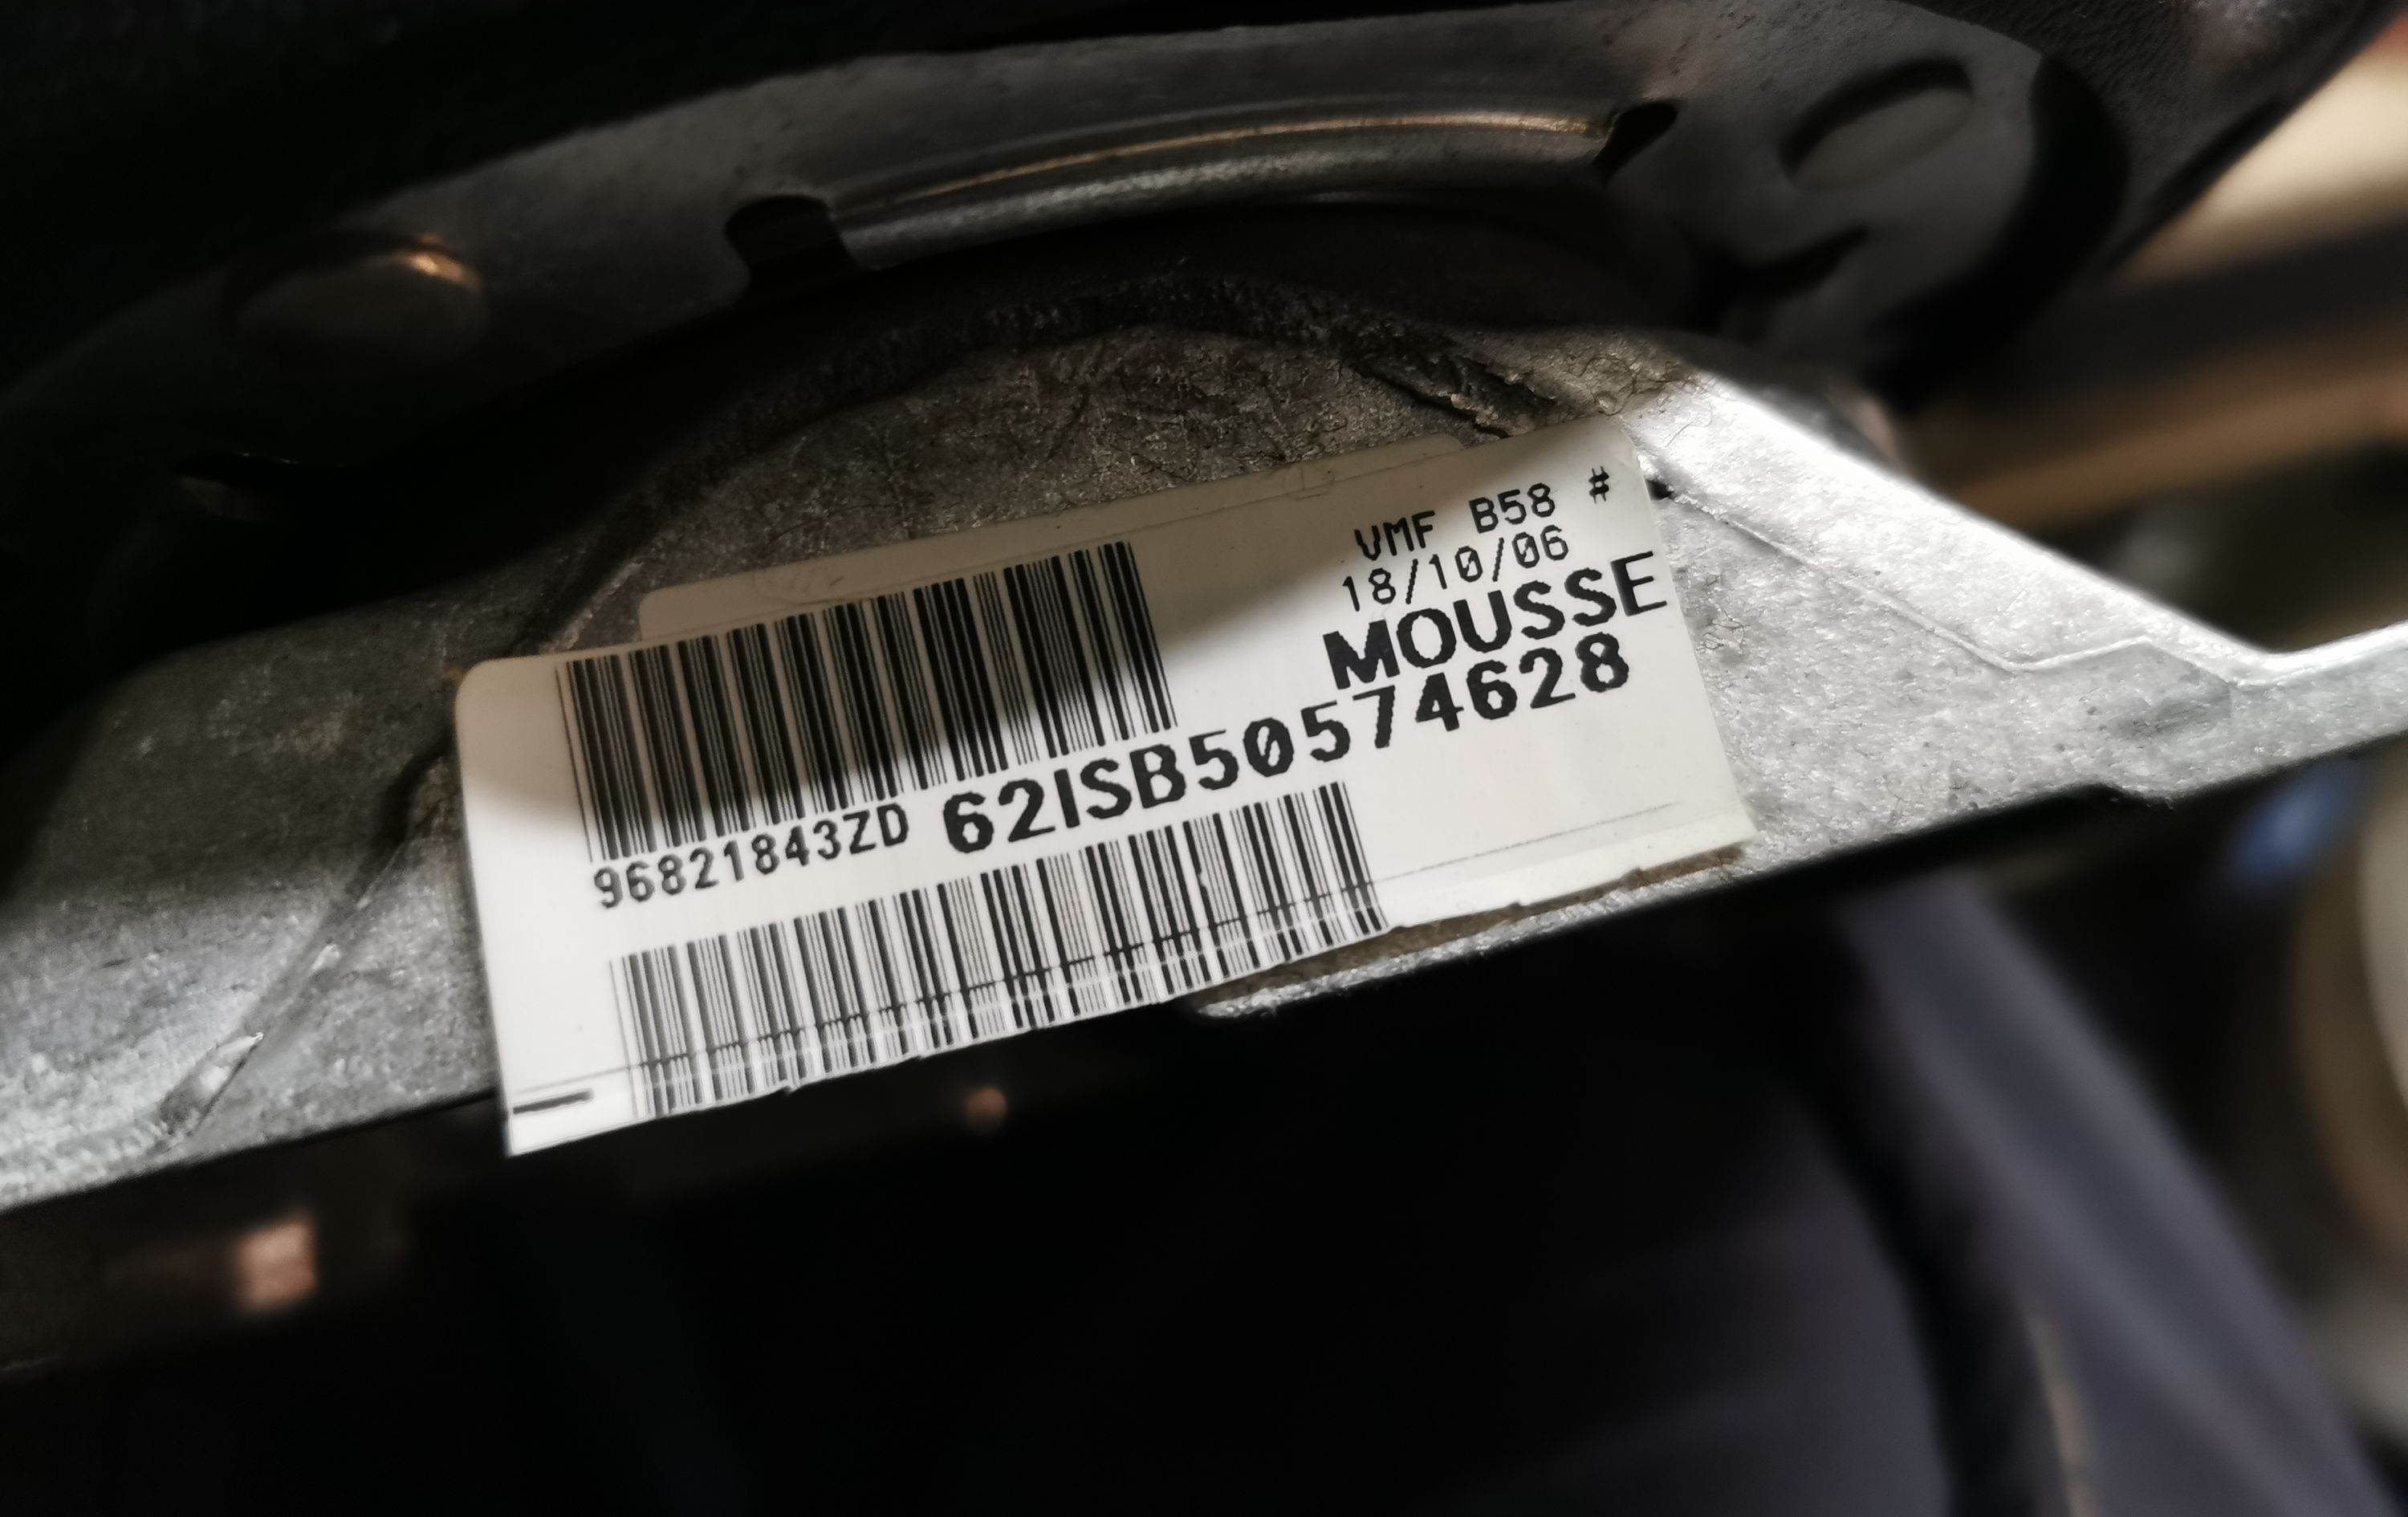 VMF B58 #
18/10/06
MOUSSE
96821843ZD 62ISB50574628